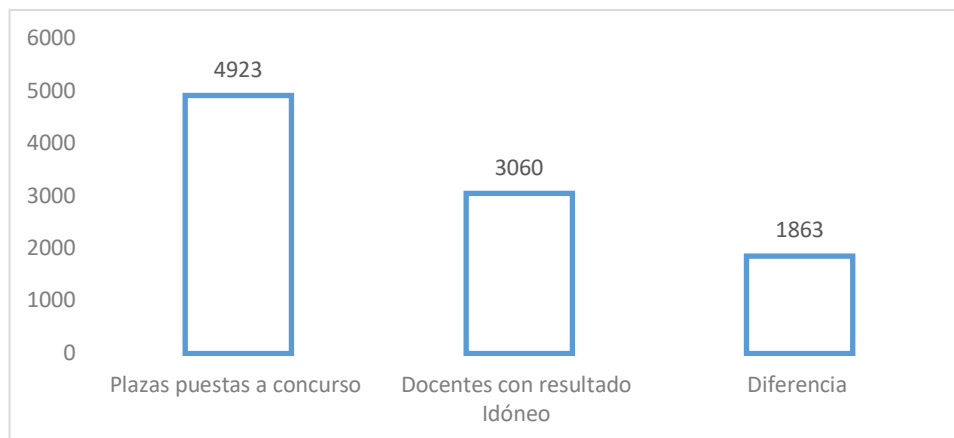 6000
4923
5000
4000
3060
3000
1863
2000
1000
0
Plazas puestas a concurso
Docentes con resultado
Idóneo
Diferencia